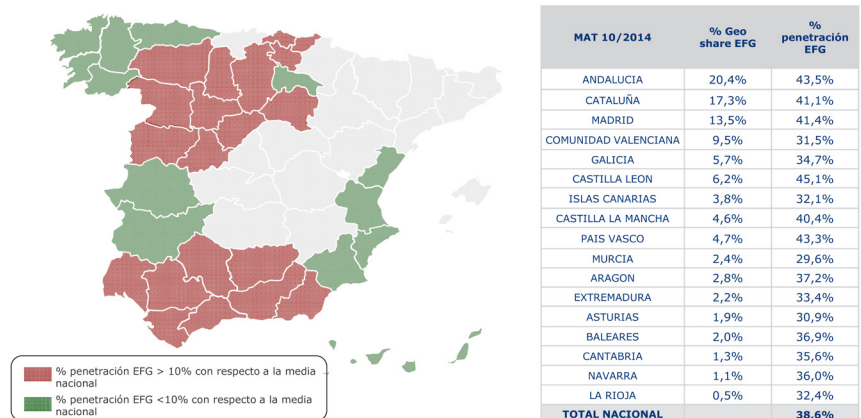 MAT 10/2014 % Geo share EFG % penetración EFG
ANDALUCIA 20,4% 43,5%
CATALUÑA 17,3% 41,1%
MADRID 13,5% 41,4%
COMUNIDAD VALENCIANA 9,5% 31,5%
GALICIA 5,7% 34,7%
CASTILLA LEON 6,2% 45,1%
ISLAS CANARIAS 3,8% 32,1%
CASTILLA LA MANCHA 4,6% 40,4%
PAIS VASCO 4,7% 43,3%
MURCIA 2,4% 29,6%
ARAGON 2,8% 37,2%
EXTREMADURA 2,2% 33,4%
ASTURIAS 1,9% 30,9%
BALEARES 2,0% 36,9%
CANTABRIA 1,3% 35,6%
NAVARRA 1,1% 36,0%
LA RIOJA 0,5% 32,4%
TOTAL NACIONAL 38,6%
% penetración EFG > 10% con respecto a la media
nacional
% penetración EFG <10% con respecto a la media
nacional